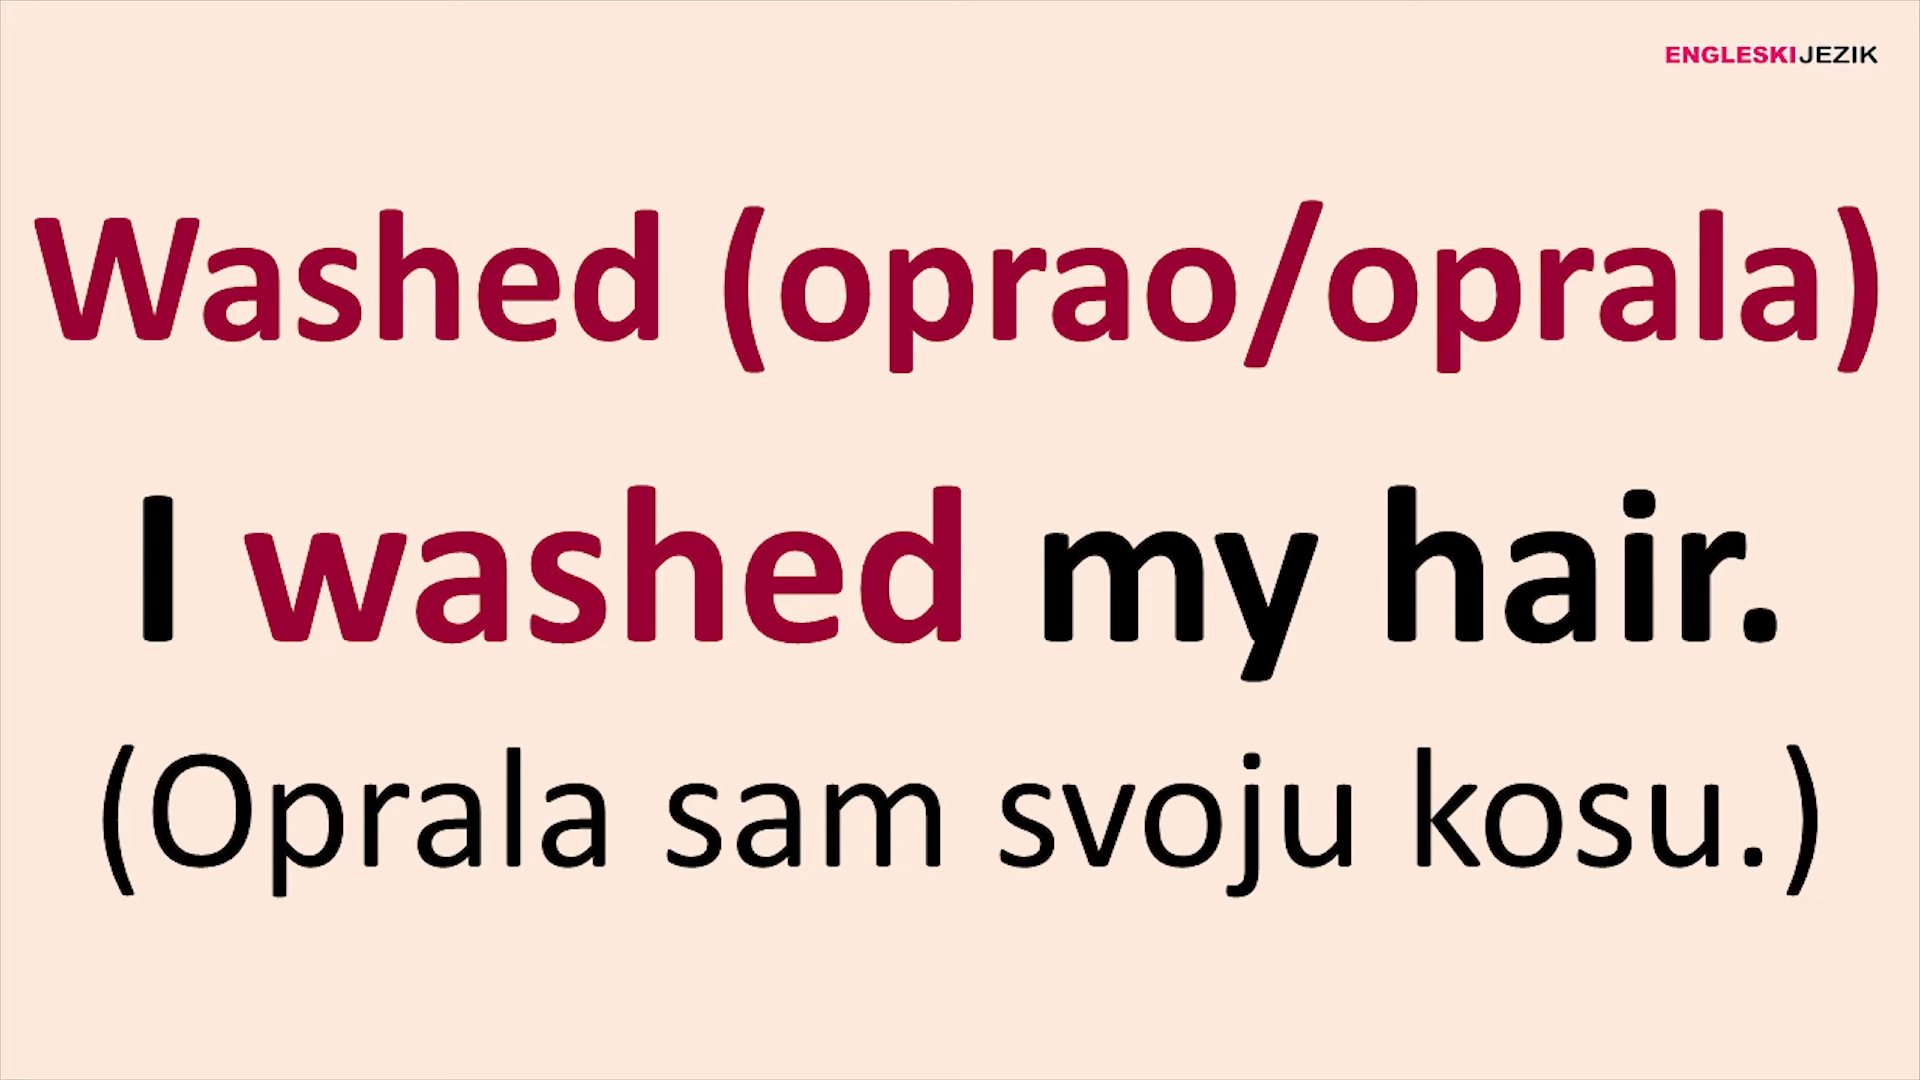 ENGLESKIJEZIK
Washed (oprao/oprala)
I washed my hair.
(Oprala sam svoju kosu.)